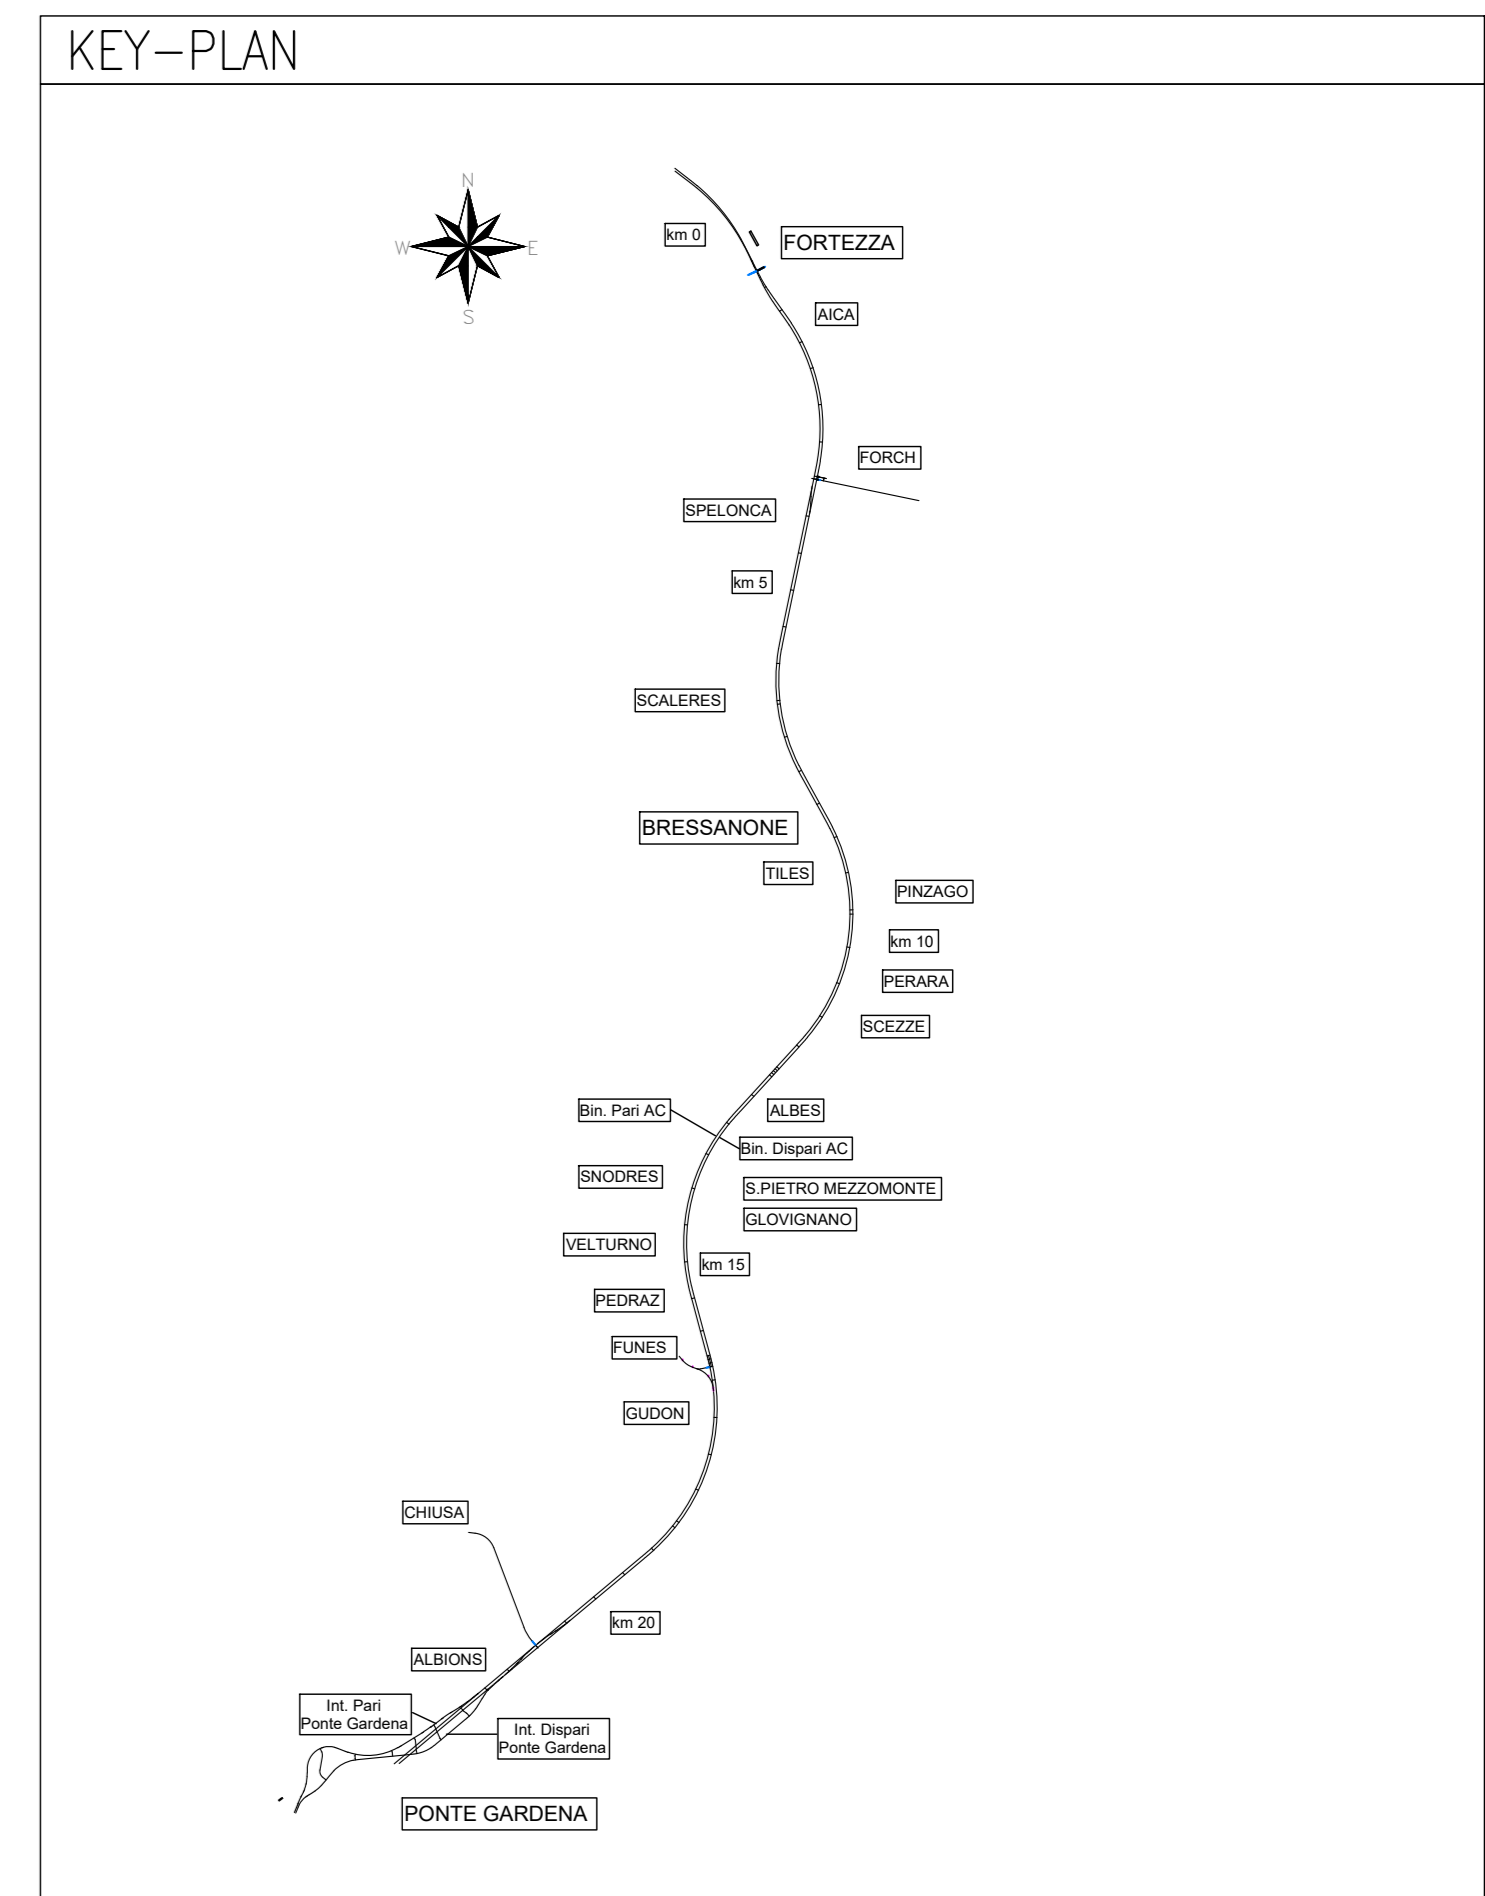 KEY-PLAN
N
W
E
S
km 0
FORTEZZA
AICA
FORCH
SPELONCA
km 5
SCALERES
BRESSANONE
TILES
PINZAGO
km 10
PERARA
SCEZZE
Bin. Pari AC
ALBES
Bin. Dispari AC
SNODRES
S.PIETRO MEZZOMONTE
GLOVIGNANO
VELTURNO
km 15
PEDRAZ
FUNES
GUDON
CHIUSA
km 20
ALBIONS
Int. Pari
Ponte Gardena
Int. Dispari
Ponte Gardena
PONTE GARDENA